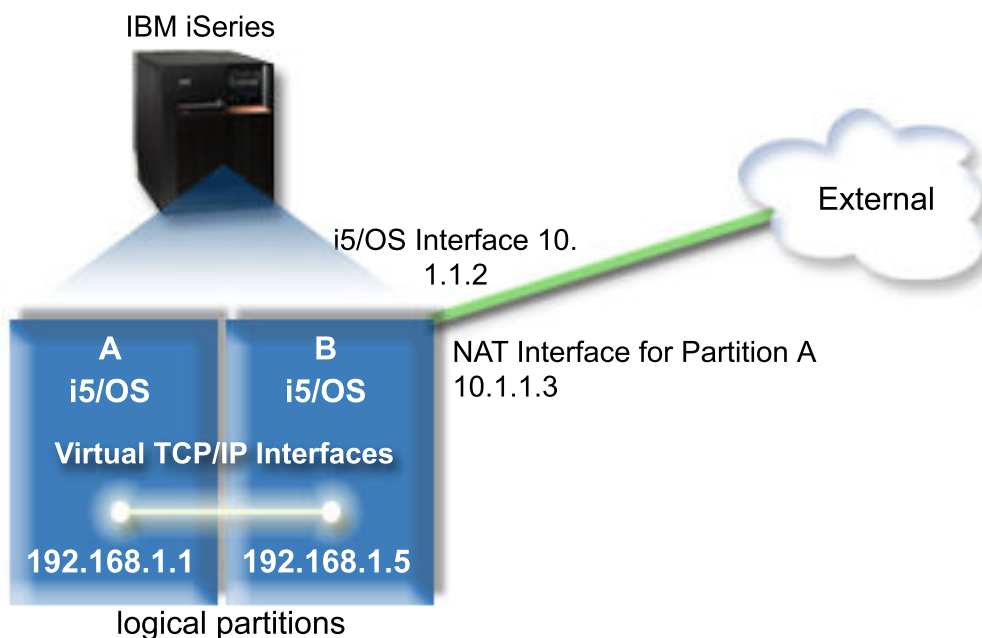 IBM iSeries
External
i5/OS Interface 10.
1.1.2
NAT Interface for Partition A
10.1.1.3
A
i5/OS
B
i5/OS
Virtual TCP/IP Interfaces
192.168.1.1
192.168.1.5
logical partitions